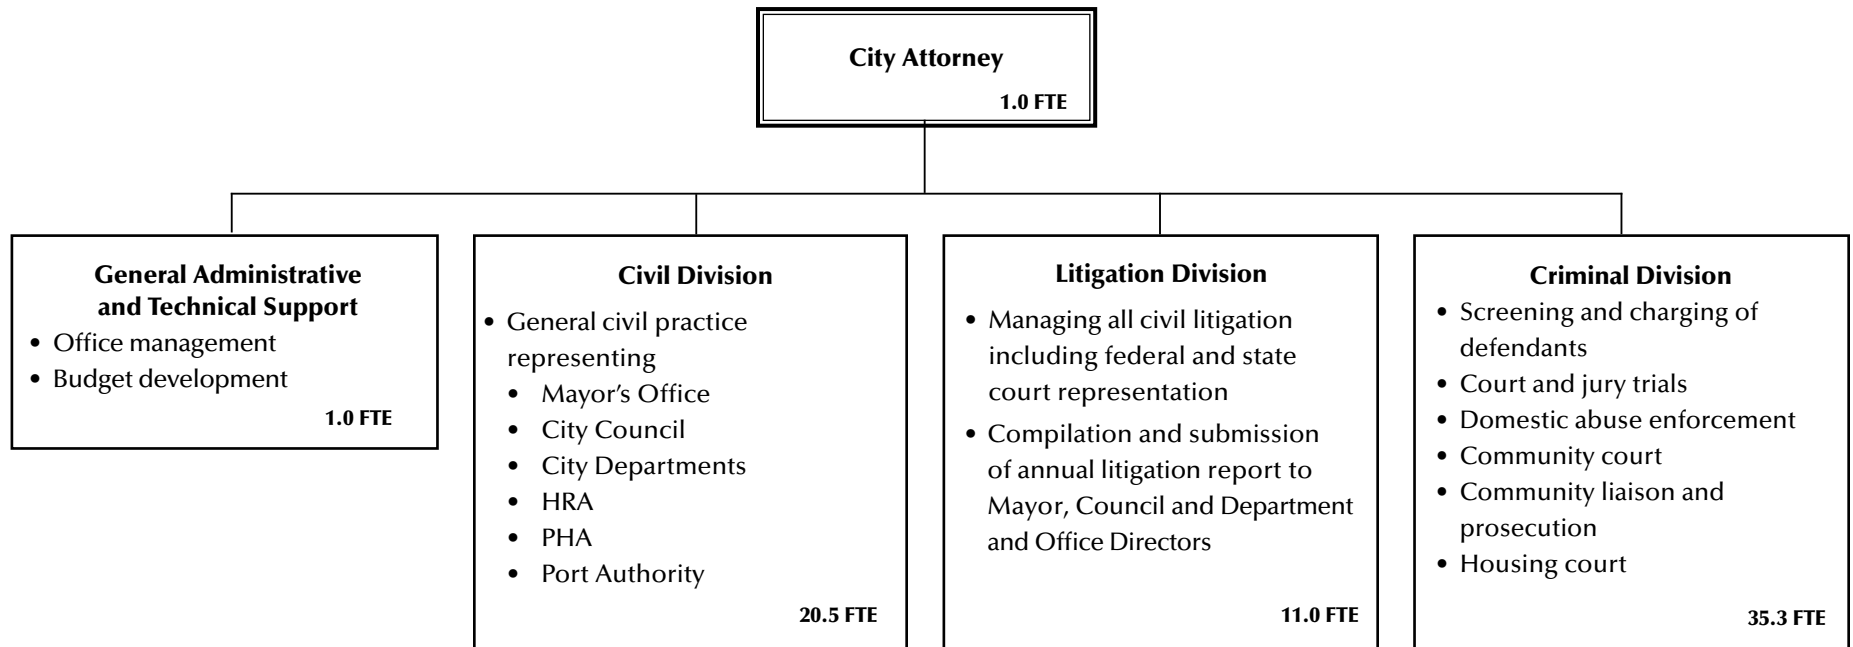 City Attorney
1.0 FTE
General Administrative
and Technical Support
• Office management
• Budget development
1.0 FTE
Civil Division
• General civil practice
representing
• Mayor’s Office
• City Council
• City Departments
• HRA
• PHA
• Port Authority
20.5 FTE
Litigation Division
• Managing all civil litigation
including federal and state
court representation
• Compilation and submission
of annual litigation report to
Mayor, Council and Department
and Office Directors
11.0 FTE
Criminal Division
• Screening and charging of
defendants
• Court and jury trials
• Domestic abuse enforcement
• Community court
• Community liaison and
prosecution
• Housing court
35.3 FTE